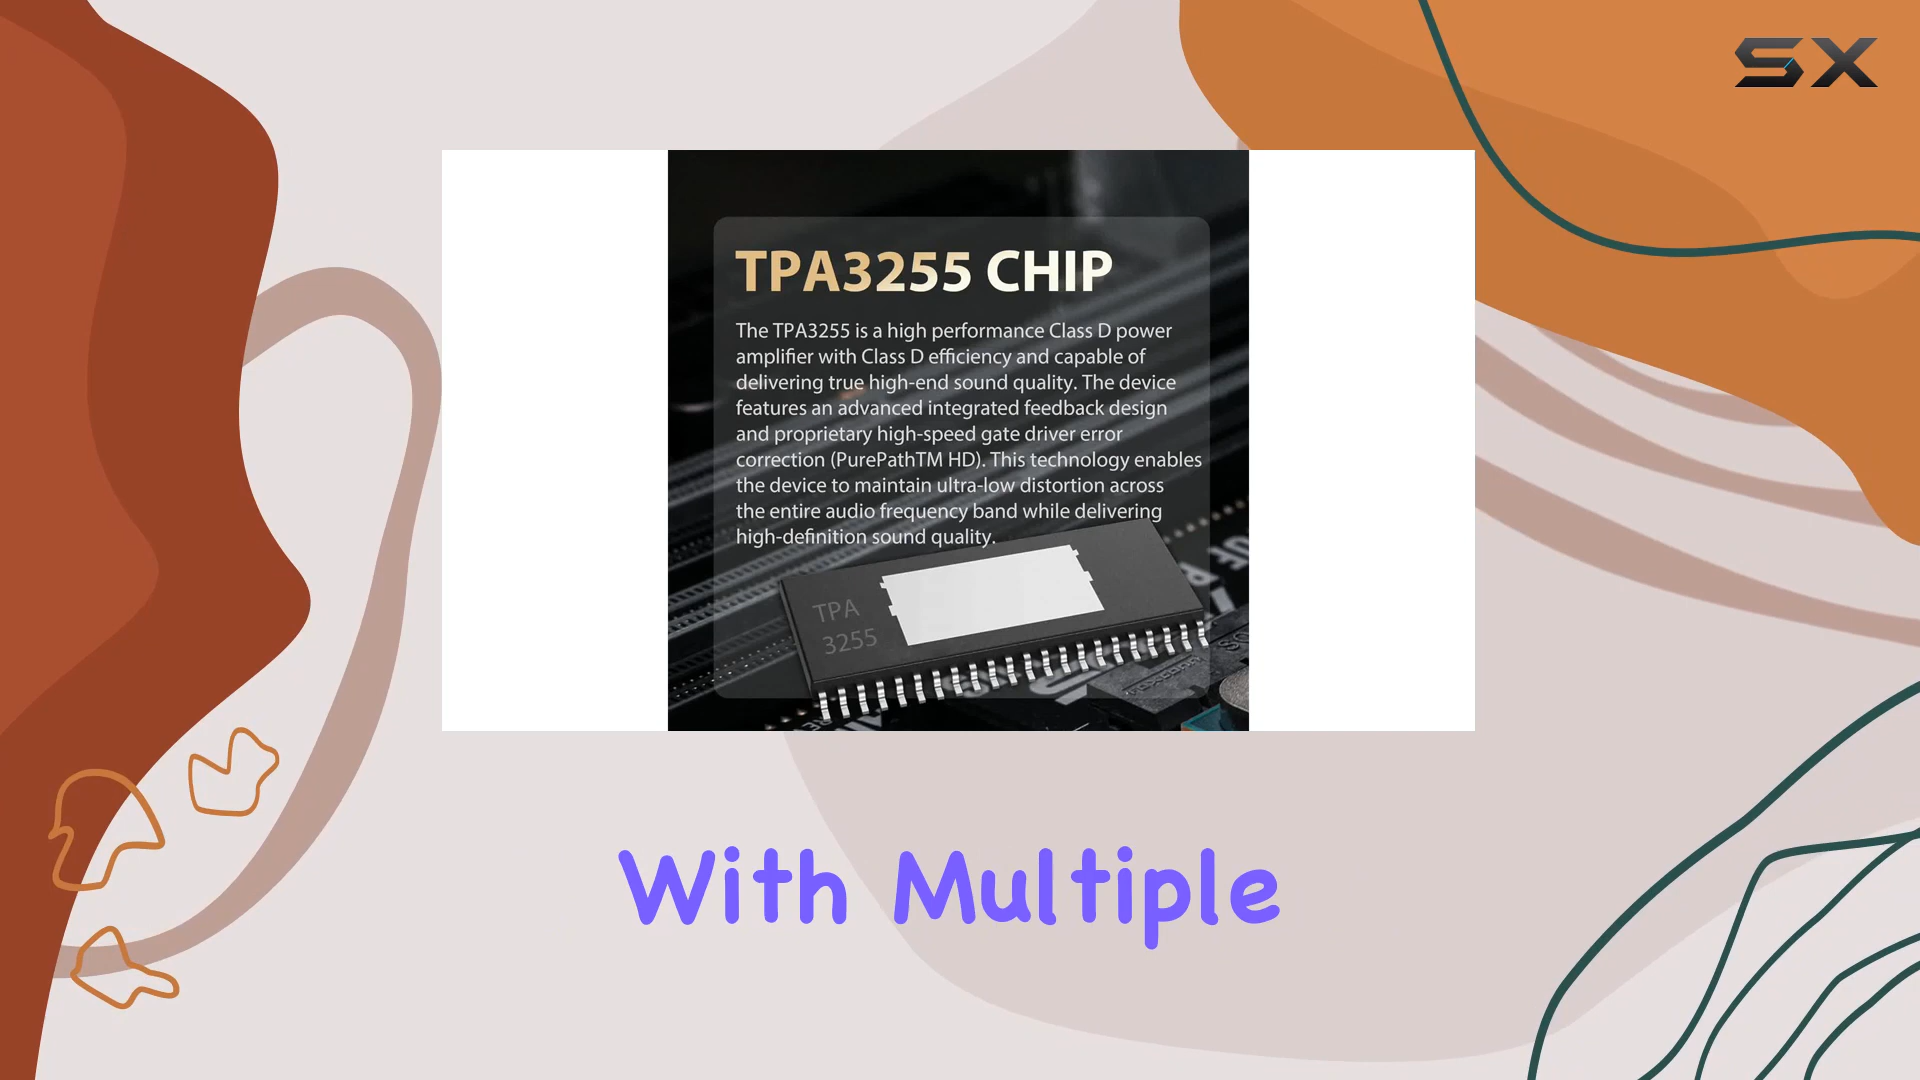 SX
TPA3255 CHIP
The TPA3255 is a high performance Class D power
amplifier with Class D efficiency and capable of
delivering true high-end sound quality. The device
features an advanced integrated feedback design
and proprietary high-speed gate driver error
correction (PurePathTM HD). This technology enables
the device to maintain ultra-low distortion across
the entire audio frequency band while delivering
high-definition sound quality.
TPA
3255
With Multiple